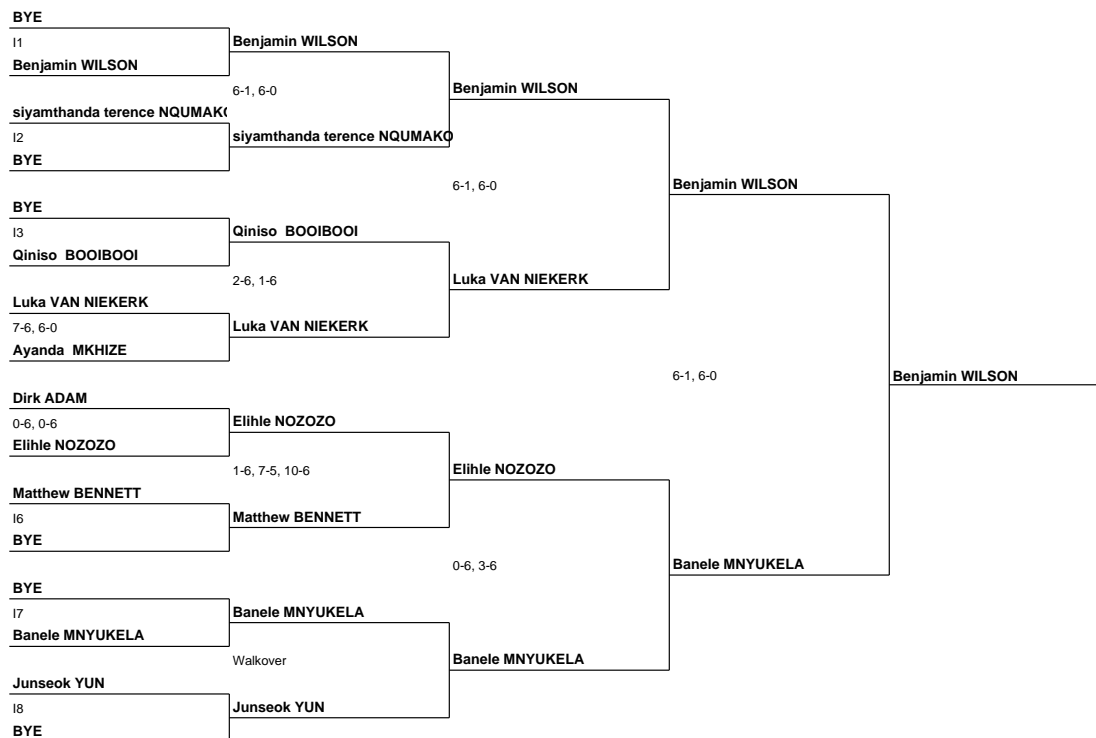 BYE
I1
Benjamin WILSON
siyamthanda terence NQUMAKO
I2
BYE
BYE
I3
Qiniso  BOOIBOOI
Luka VAN NIEKERK
7-6, 6-0
Ayanda  MKHIZE
Dirk ADAM
0-6, 0-6
Elihle NOZOZO
Matthew BENNETT
I6
BYE
BYE
I7
Banele MNYUKELA
Junseok YUN
I8
BYE
Benjamin WILSON
6-1, 6-0
siyamthanda terence NQUMAKO
Qiniso  BOOIBOOI
2-6, 1-6
Luka VAN NIEKERK
Elihle NOZOZO
1-6, 7-5, 10-6
Matthew BENNETT
Banele MNYUKELA
Walkover
Junseok YUN
Benjamin WILSON
6-1, 6-0
Luka VAN NIEKERK
Elihle NOZOZO
0-6, 3-6
Banele MNYUKELA
Benjamin WILSON
6-1, 6-0
Banele MNYUKELA
Benjamin WILSON